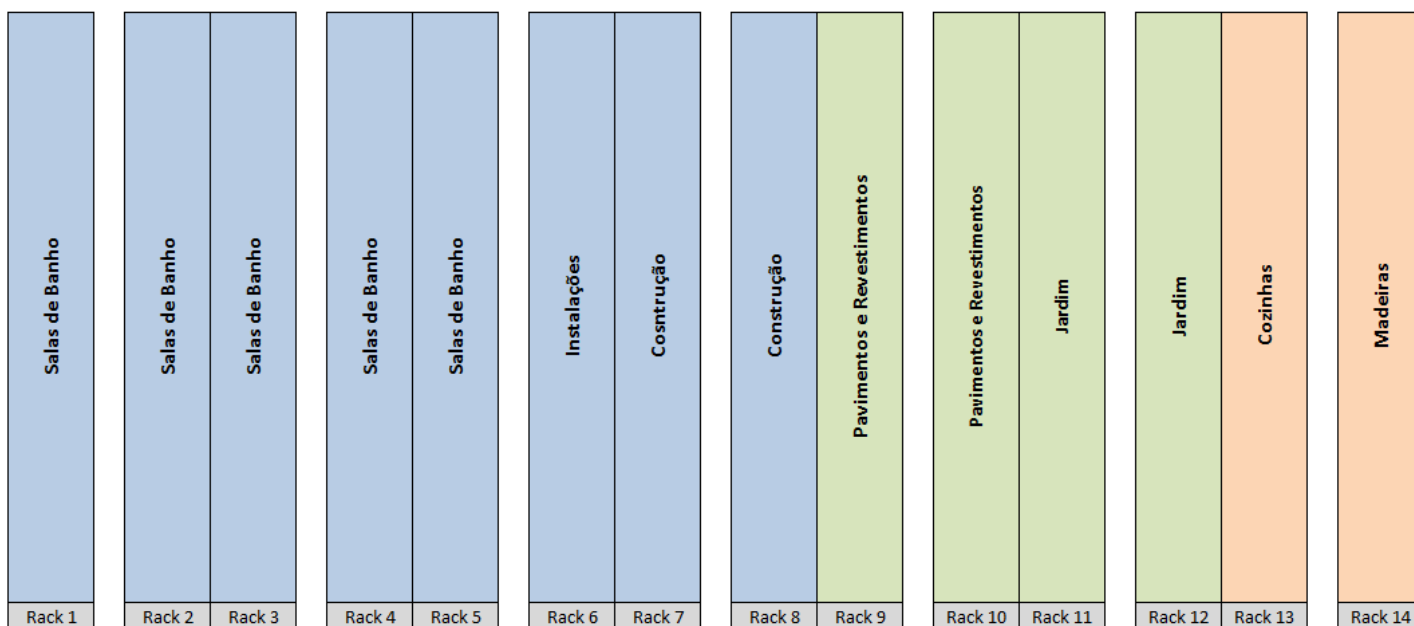 Salas de Banho
Salas de Banho
Salas de Banho
Salas de Banho
Salas de Banho
Instalações
Cosntrução
Construção
Pavimentos e Revestimentos
Pavimentos e Revestimentos
Jardim
Jardim
Cozinhas
Madeiras
Rack 1
Rack 2
Rack 3
Rack 4
Rack 5
Rack 6
Rack 7
Rack 8
Rack 9
Rack 10
Rack 11
Rack 12
Rack 13
Rack 14